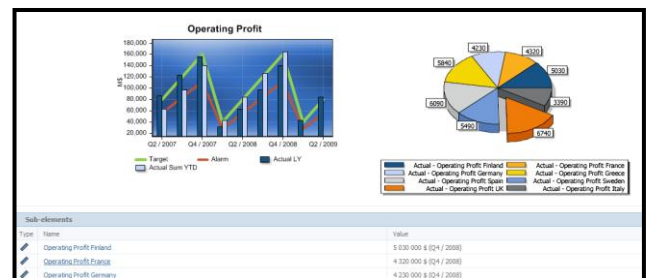 Operating Profit
180,000
160,000
140,000
120,000
100,000
80,000
60,000
40,000
20,000
M$
Q2 / 2007 Q4 / 2007 Q2 / 2008 Q4 / 2008 Q2 / 2009
Target Alarm Actual LY
Actual Sum YTD
4230
4320
5840
5030
6090
3390
5490
6740
Actual - Operating Profit Finland Actual - Operating Profit France
Actual - Operating Profit Germany Actual - Operating Profit Greece
Actual - Operating Profit Spain Actual - Operating Profit Sweden
Actual - Operating Profit UK Actual - Operating Profit Italy
Sub-elements
Type Name Value
Operating Profit Finland 5 030 000 $ (Q4 / 2008)
Operating Profit France 4 320 000 $ (Q4 / 2008)
Operating Profit Germany 4 230 000 $ (Q4 / 2008)